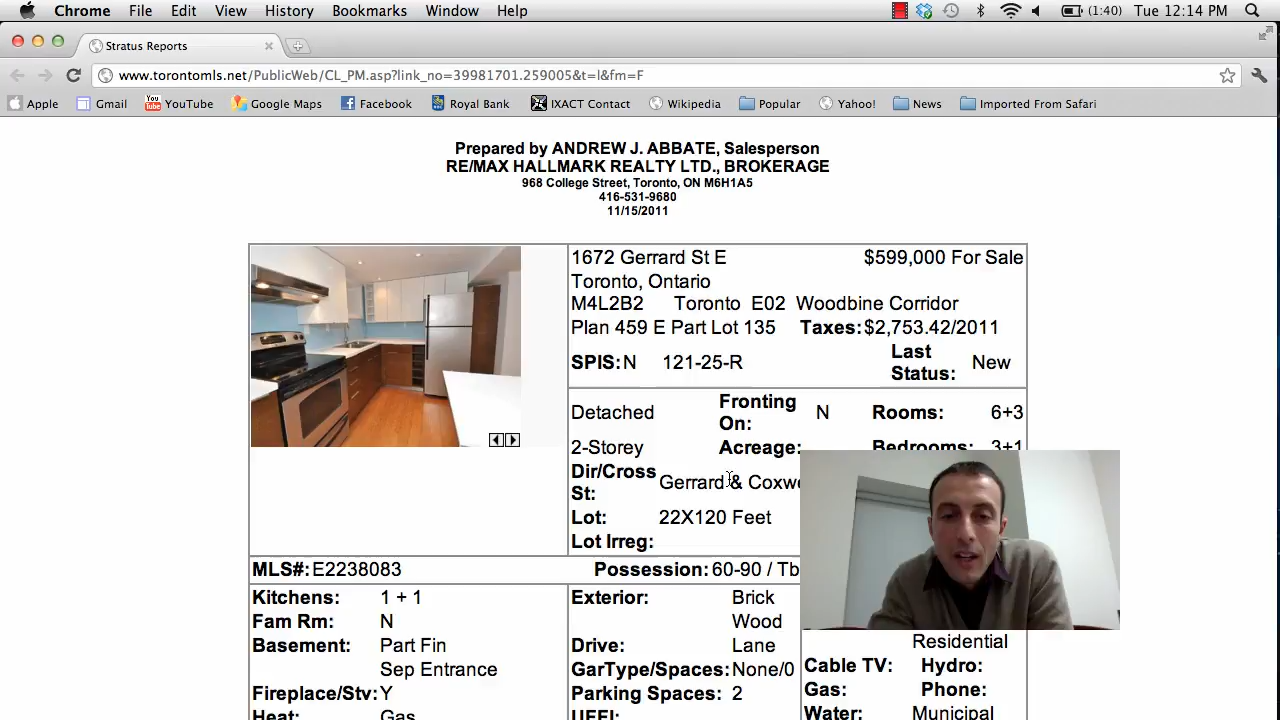 Chrome File Edit View History Bookmarks Window Help (1:40) Tue 12:14 PM
Stratus Reports
www.torontomls.net/PublicWeb/CL_PM.asp?link_no=39981701.259005&t=l&fm=F
Apple Gmail YouTube Google Maps Facebook Royal Bank IXACT Contact Wikipedia Popular Yahoo! News Imported From Safari
Prepared by ANDREW J. ABBATE, Salesperson
RE/MAX HALLMARK REALTY LTD., BROKERAGE
968 College Street, Toronto, ON M6H1A5
416-531-9680
11/15/2011
1672 Gerrard St E $599,000 For Sale
Toronto, Ontario
M4L2B2 Toronto E02 Woodbine Corridor
Plan 459 E Part Lot 135 Taxes: $2,753.42/2011
SPIS: N 121-25-R Last Status: New
Detached Fronting On: N Rooms: 6+3
2-Storey Acreage: Bedrooms: 3+1
Dir/Cross St: Gerrard & Coxw
Lot: 22X120 Feet
Lot Irreg:
MLS#: E2238083 Possession: 60-90 / Tb
Kitchens: 1 + 1 Exterior: Brick
Fam Rm: N Wood
Residential
Basement: Part Fin Drive: Lane Cable TV: Hydro:
Sep Entrance GarType/Spaces: None/0
Fireplace/Stv: Y Parking Spaces: 2 Gas: Phone:
Heat: Gas UFFI: Water: Municipal